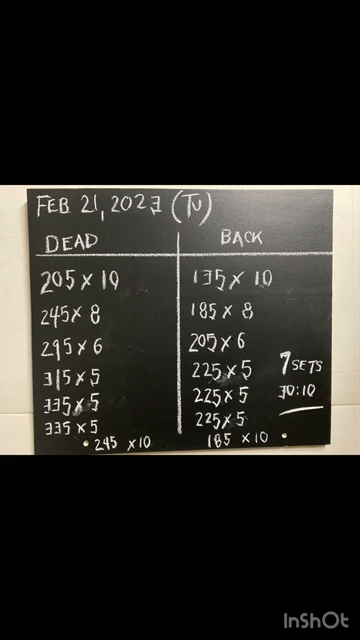 FEB 21, 2023 (TU)
DEAD
205 x 10
245 x 8
295 x 6
315 x 5
335 x 5
335 x 5
245 x 10
BACK
135 x 10
185 x 8
205 x 6
225 x 5
225 x 5
225 x 5
185 x 10
7 SETS
30:10
InShOt